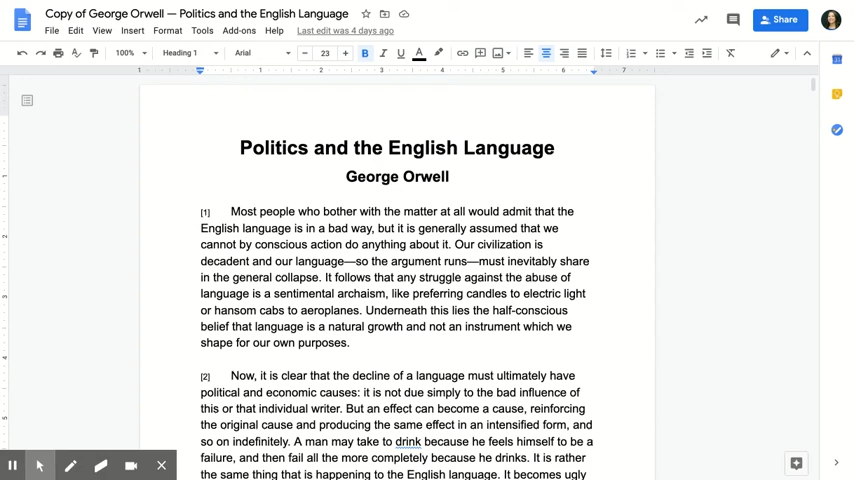 Copy of George Orwell — Politics and the English Language
File Edit View Insert Format Tools Add-ons Help Last edit was 4 days ago
Share
100% Heading 1 Arial 23 B I U A
1 1 2 3 4 5 6 7
Politics and the English Language
George Orwell
[1] Most people who bother with the matter at all would admit that the
English language is in a bad way, but it is generally assumed that we
cannot by conscious action do anything about it. Our civilization is
decadent and our language—so the argument runs—must inevitably share
in the general collapse. It follows that any struggle against the abuse of
language is a sentimental archaism, like preferring candles to electric light
or hansom cabs to aeroplanes. Underneath this lies the half-conscious
belief that language is a natural growth and not an instrument which we
shape for our own purposes.
[2] Now, it is clear that the decline of a language must ultimately have
political and economic causes: it is not due simply to the bad influence of
this or that individual writer. But an effect can become a cause, reinforcing
the original cause and producing the same effect in an intensified form, and
so on indefinitely. A man may take to drink because he feels himself to be a
failure, and then fail all the more completely because he drinks. It is rather
the same thing that is happening to the English language. It becomes ugly